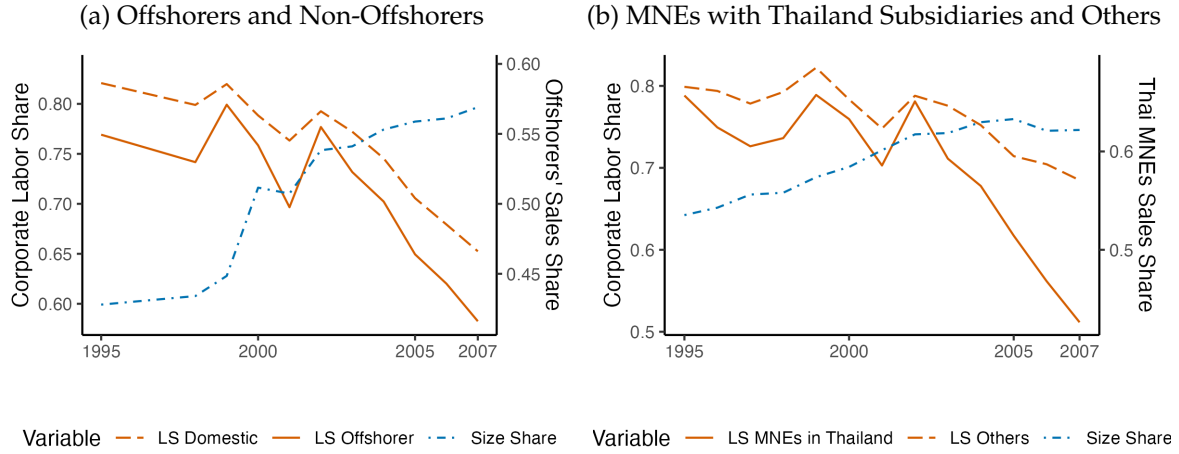 (a) Offshorers and Non-Offshorers
Corporate Labor Share
0.80
0.75
0.70
0.65
0.60
0.60
0.55
0.50
0.45
Offshorers' Sales Share
1995
2000
2005
2007
Variable
LS Domestic
LS Offshorer
Size Share
(b) MNEs with Thailand Subsidiaries and Others
Corporate Labor Share
0.8
0.7
0.6
0.5
0.6
0.5
Thai MNEs Sales
Share
1995
2000
2005
2007
Variable
LS MNEs in Thailand
LS Others
Size Share